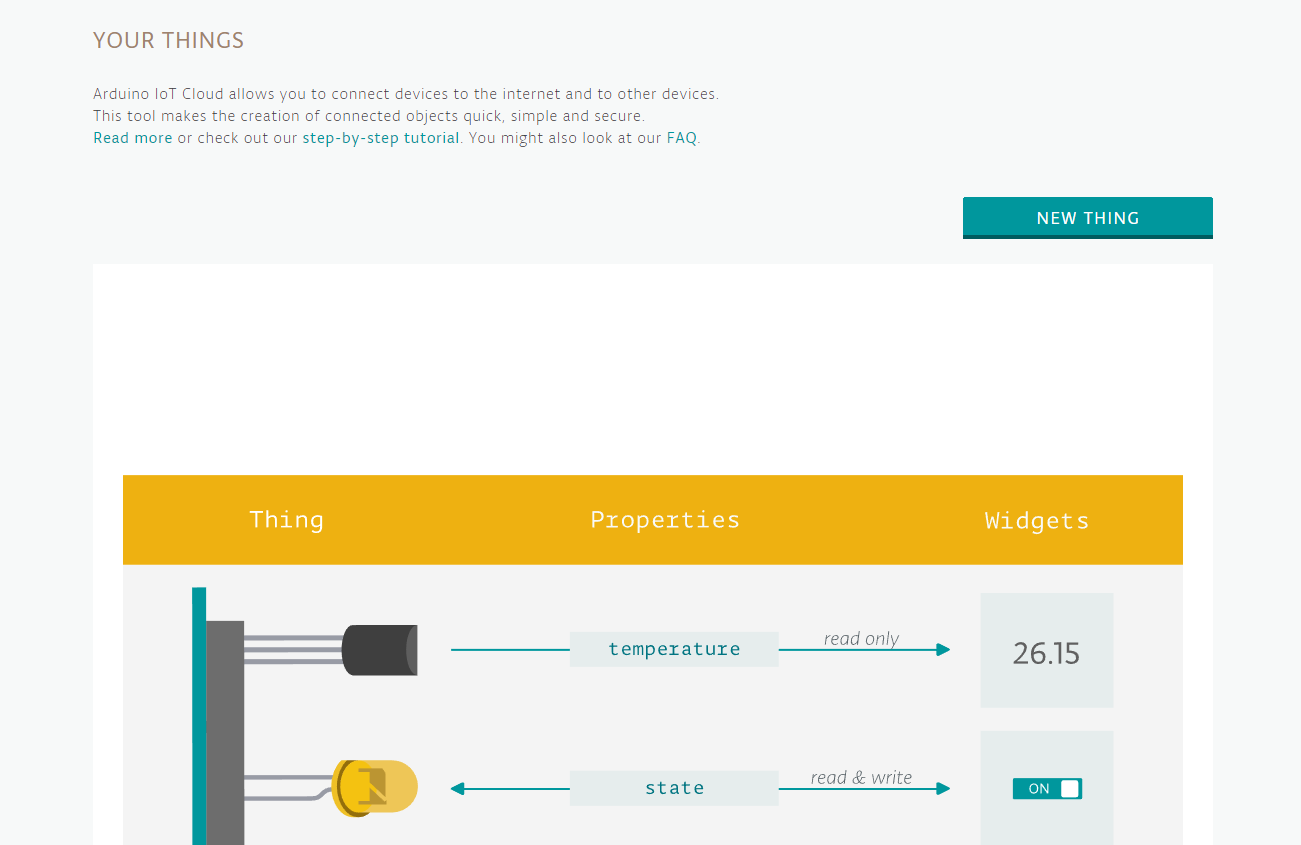 YOUR THINGS
Arduino IoT Cloud allows you to connect devices to the internet and to other devices.
This tool makes the creation of connected objects quick, simple and secure.
Read more or check out our step-by-step tutorial. You might also look at our FAQ.
NEW THING
Thing Properties Widgets
temperature read only 26.15
state read & write ON